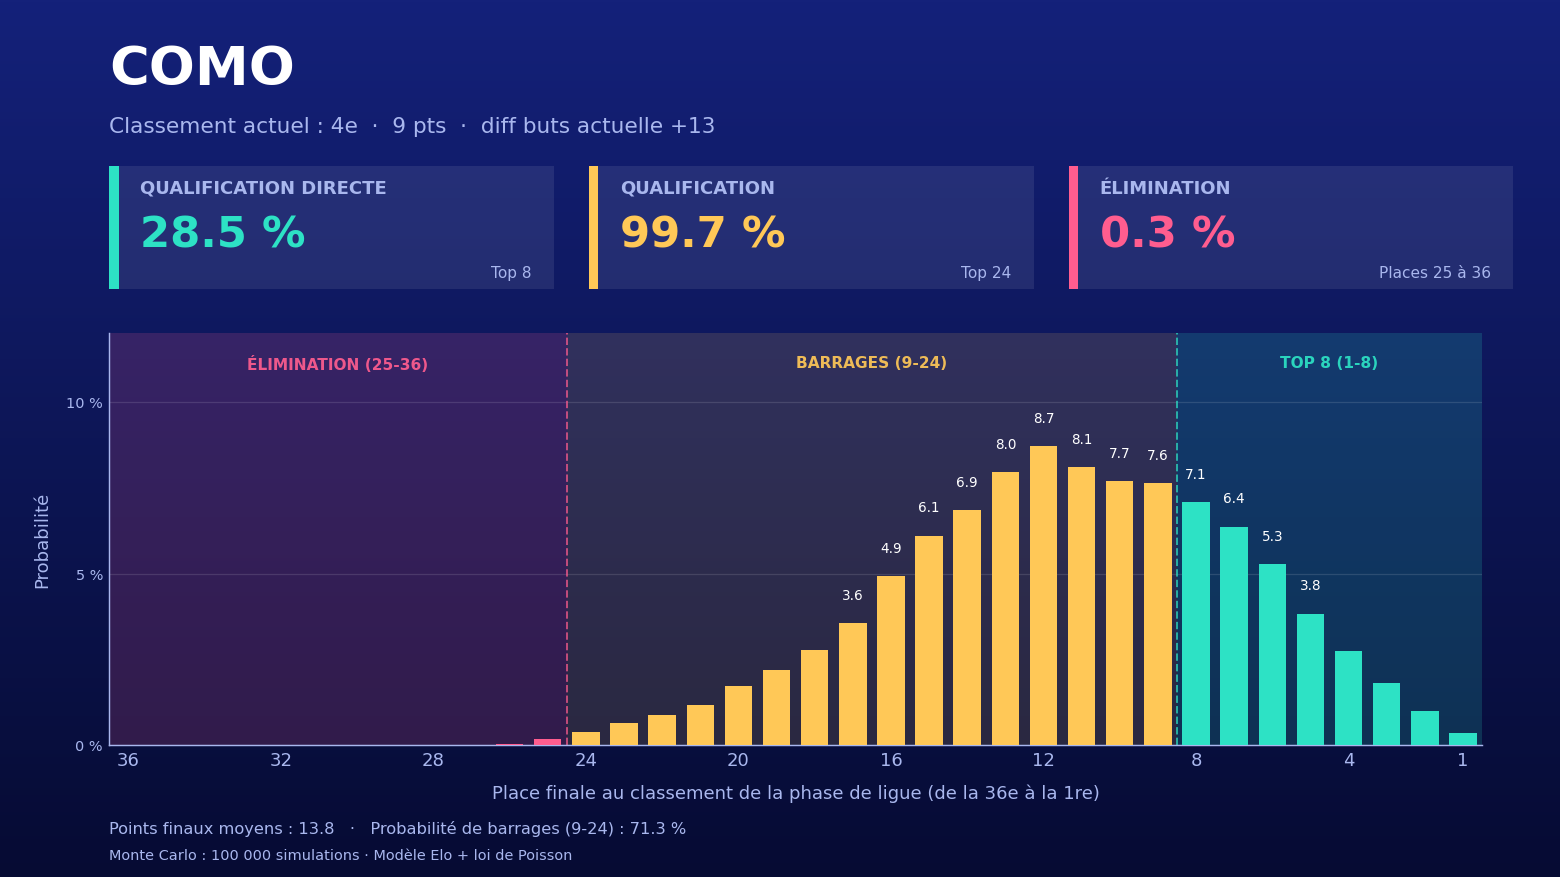 COMO
Classement actuel : 4e · 9 pts · diff buts actuelle +13
QUALIFICATION DIRECTE
28.5 %
Top 8
QUALIFICATION
99.7 %
Top 24
ÉLIMINATION
0.3 %
Places 25 à 36
ÉLIMINATION (25-36)
BARRAGES (9-24)
TOP 8 (1-8)
10 %
5 %
0 %
Probabilité
3.6
4.9
6.1
6.9
8.0
8.7
8.1
7.7
7.6
7.1
6.4
5.3
3.8
36 32 28 24 20 16 12 8 4 1
Place finale au classement de la phase de ligue (de la 36e à la 1re)
Points finaux moyens : 13.8 · Probabilité de barrages (9-24) : 71.3 %
Monte Carlo : 100 000 simulations · Modèle Elo + loi de Poisson